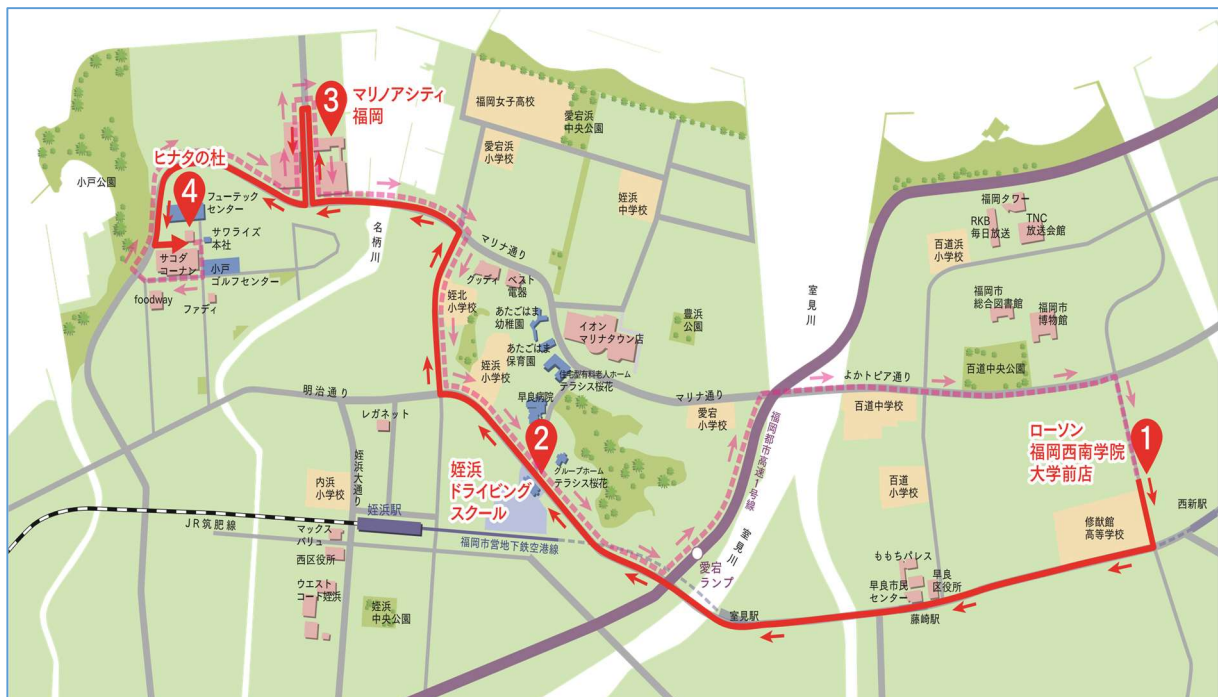 3
マリノアシティ
福岡
ヒナタの杜
4
小戸公園
フューテック
センター
サワライズ
本社
サコダ
コーナン
小戸
ゴルフセンター
foodway
ファディ
名柄川
福岡女子高校
愛宕浜
中央公園
愛宕浜
小学校
姪浜
中学校
マリナ通り
グッデイ
ベスト
電器
姪北
小学校
あたごはま
幼稚園
あたごはま
保育園
イオン
マリナタウン店
豊浜
公園
姪浜
小学校
住宅型有料老人ホーム
テラシス桜花
早良病院
明治通り
マリナ通り
愛宕
小学校
レガネット
2
姪浜
ドライビング
スクール
グループホーム
テラシス桜花
内浜
小学校
姪浜大通り
姪浜駅
JR筑肥線
マックス
バリュ
西区役所
ウエスト
コード姪浜
姪浜
中央公園
福岡市営地下鉄空港線
福岡都市高速1号線
愛宕
ランプ
室見川
室見川
室見駅
福岡タワー
RKB
毎日放送
TNC
放送会館
百道浜
小学校
福岡市
総合図書館
福岡市
博物館
よかトピア通り
百道中央公園
百道中学校
百道
小学校
1
ローソン
福岡西南学院
大学前店
修猷館
高等学校
西新駅
ももちパレス
早良市民
センター
早良
区役所
藤崎駅